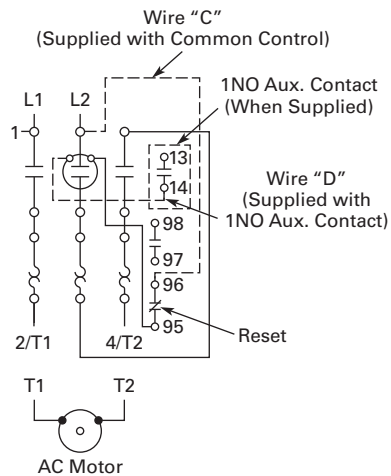 Wire “C”
(Supplied with Common Control)
1NO Aux. Contact
(When Supplied)
L1 L2
1
13
14
Wire “D”
(Supplied with
1NO Aux. Contact)
98
97
96
95
Reset
2/T1 4/T2
T1 T2
AC Motor